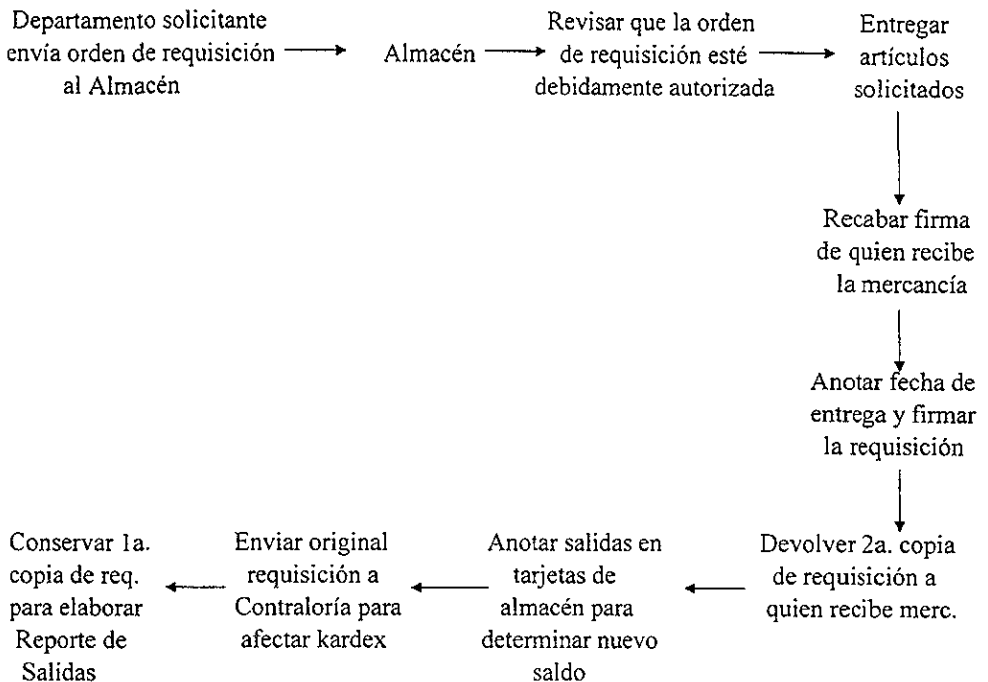 Departamento solicitante
envía orden de requisición
al Almacén
Almacén
Revisar que la orden
de requisición esté
debidamente autorizada
Entregar
artículos
solicitados
Recabar firma
de quien recibe
la mercancía
Anotar fecha de
entrega y firmar
la requisición
Devolver 2a. copia
de requisición a
quien recibe merc.
Anotar salidas en
tarjetas de
almacén para
determinar nuevo
saldo
Enviar original
requisición a
Contraloría para
afectar kardex
Conservar 1a.
copia de req.
para elaborar
Reporte de
Salidas